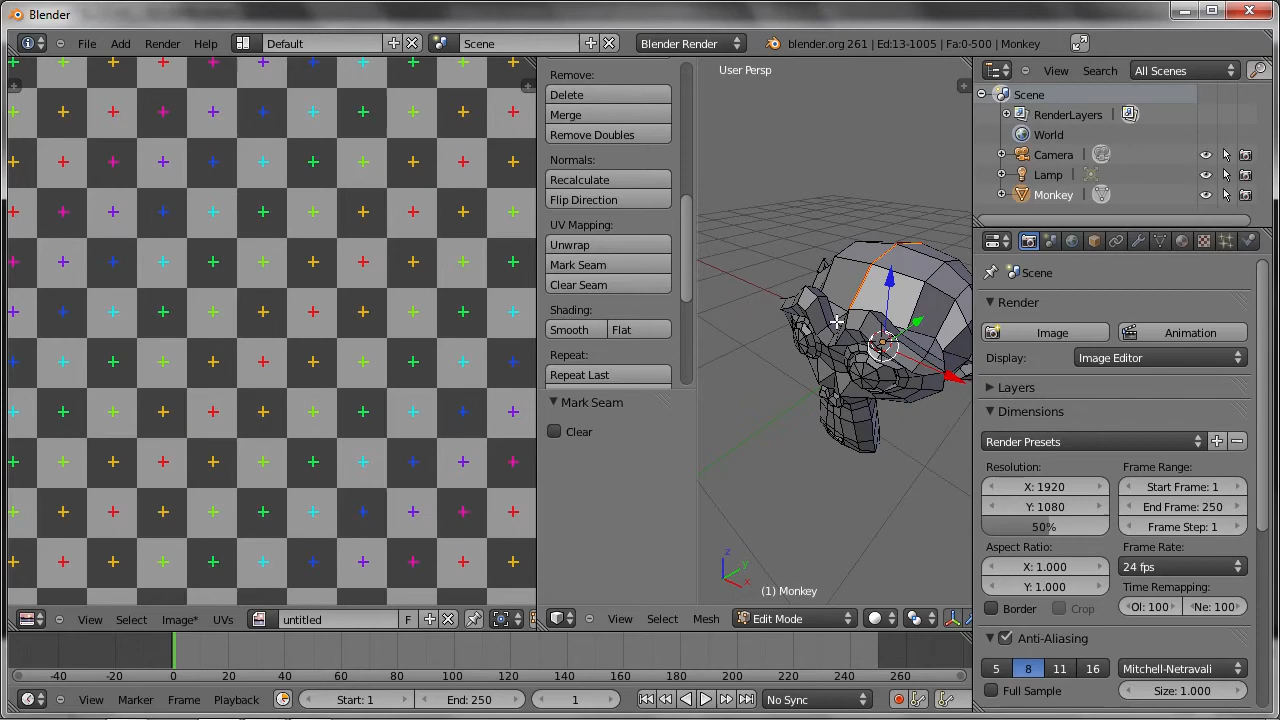 Blender
File Add Render Help Default Scene Blender Render blender.org 261 | Ed:13-1005 | Fa:0-500 | Monkey
User Persp
View Search All Scenes
Remove:
Delete
Merge
Remove Doubles
Normals:
Recalculate
Flip Direction
UV Mapping:
Unwrap
Mark Seam
Clear Seam
Shading:
Smooth Flat
Repeat:
Repeat Last
Mark Seam
Clear
z
y
x
(1) Monkey
Scene
RenderLayers
World
Camera
Lamp
Monkey
Scene
Render
Image Animation
Display: Image Editor
Layers
Dimensions
Render Presets
Resolution: Frame Range:
X: 1920 Start Frame: 1
Y: 1080 End Frame: 250
50% Frame Step: 1
Aspect Ratio: Frame Rate:
X: 1.000 24 fps
Y: 1.000 Time Remapping:
Border Crop Ol: 100 Ne: 100
Anti-Aliasing
5 8 11 16 Mitchell-Netravali
Full Sample Size: 1.000
View Select Image* UVs untitled F
View Select Mesh Edit Mode
-40 -20 0 20 40 60 80 100 120 140 160 180 200 220 240 260
View Marker Frame Playback Start: 1 End: 250 1 No Sync